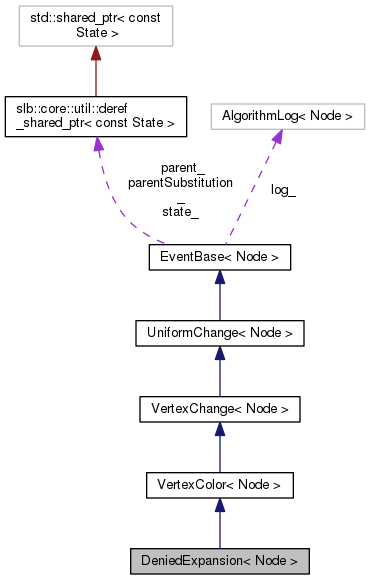 std::shared_ptr< const
State >
slb::core::util::deref
_shared_ptr< const State >
AlgorithmLog< Node >
parent_
parentSubstitution
_
state_
log_
EventBase< Node >
UniformChange< Node >
VertexChange< Node >
VertexColor< Node >
DeniedExpansion< Node >